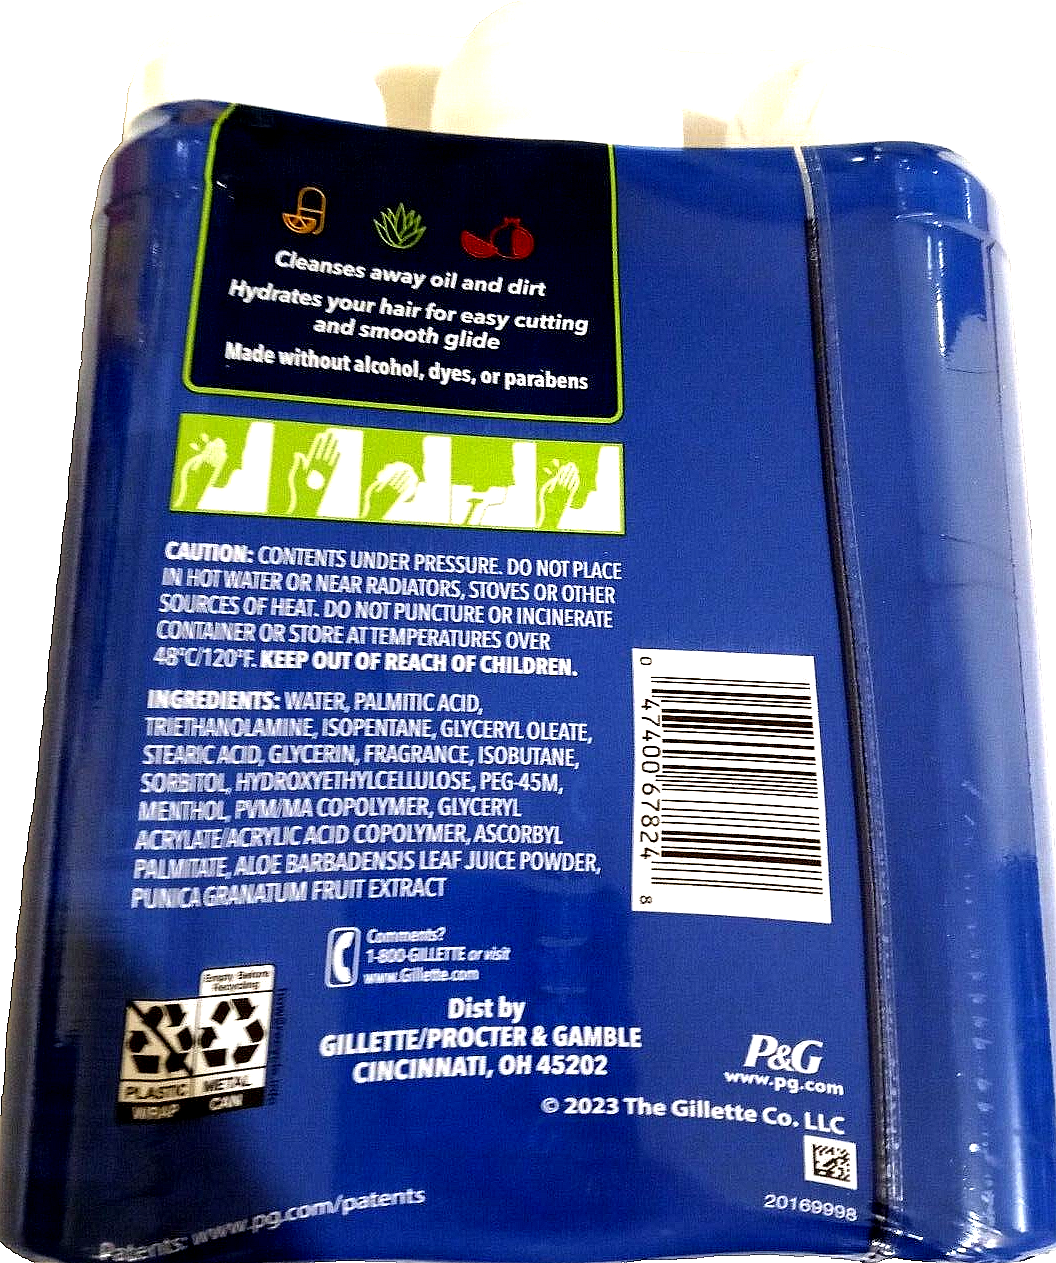 Cleanses away oil and dirt
Hydrates your hair for easy cutting
and smooth glide
Made without alcohol, dyes, or parabens
CAUTION: CONTENTS UNDER PRESSURE. DO NOT PLACE
IN HOT WATER OR NEAR RADIATORS, STOVES OR OTHER
SOURCES OF HEAT. DO NOT PUNCTURE OR INCINERATE
CONTAINER OR STORE AT TEMPERATURES OVER
48°C/120°F. KEEP OUT OF REACH OF CHILDREN.
INGREDIENTS: WATER, PALMITIC ACID,
TRIETHANOLAMINE, ISOPENTANE, GLYCERYL OLEATE,
STEARIC ACID, GLYCERIN, FRAGRANCE, ISOBUTANE,
SORBITOL, HYDROXYETHYLCELLULOSE, PEG-45M,
MENTHOL, PVM/MA COPOLYMER, GLYCERYL
ACRYLATE/ACRYLIC ACID COPOLYMER, ASCORBYL
PALMITATE, ALOE BARBADENSIS LEAF JUICE POWDER,
PUNICA GRANATUM FRUIT EXTRACT
0 47400 67824 8
Comments?
1-800-GILLETTE or visit
www.Gillette.com
Empty Before
Recycling
PLASTIC
WRAP
METAL
CAN
Dist by
GILLETTE/PROCTER & GAMBLE
CINCINNATI, OH 45202
P&G
www.pg.com
© 2023 The Gillette Co. LLC
20169998
Patents: www.pg.com/patents